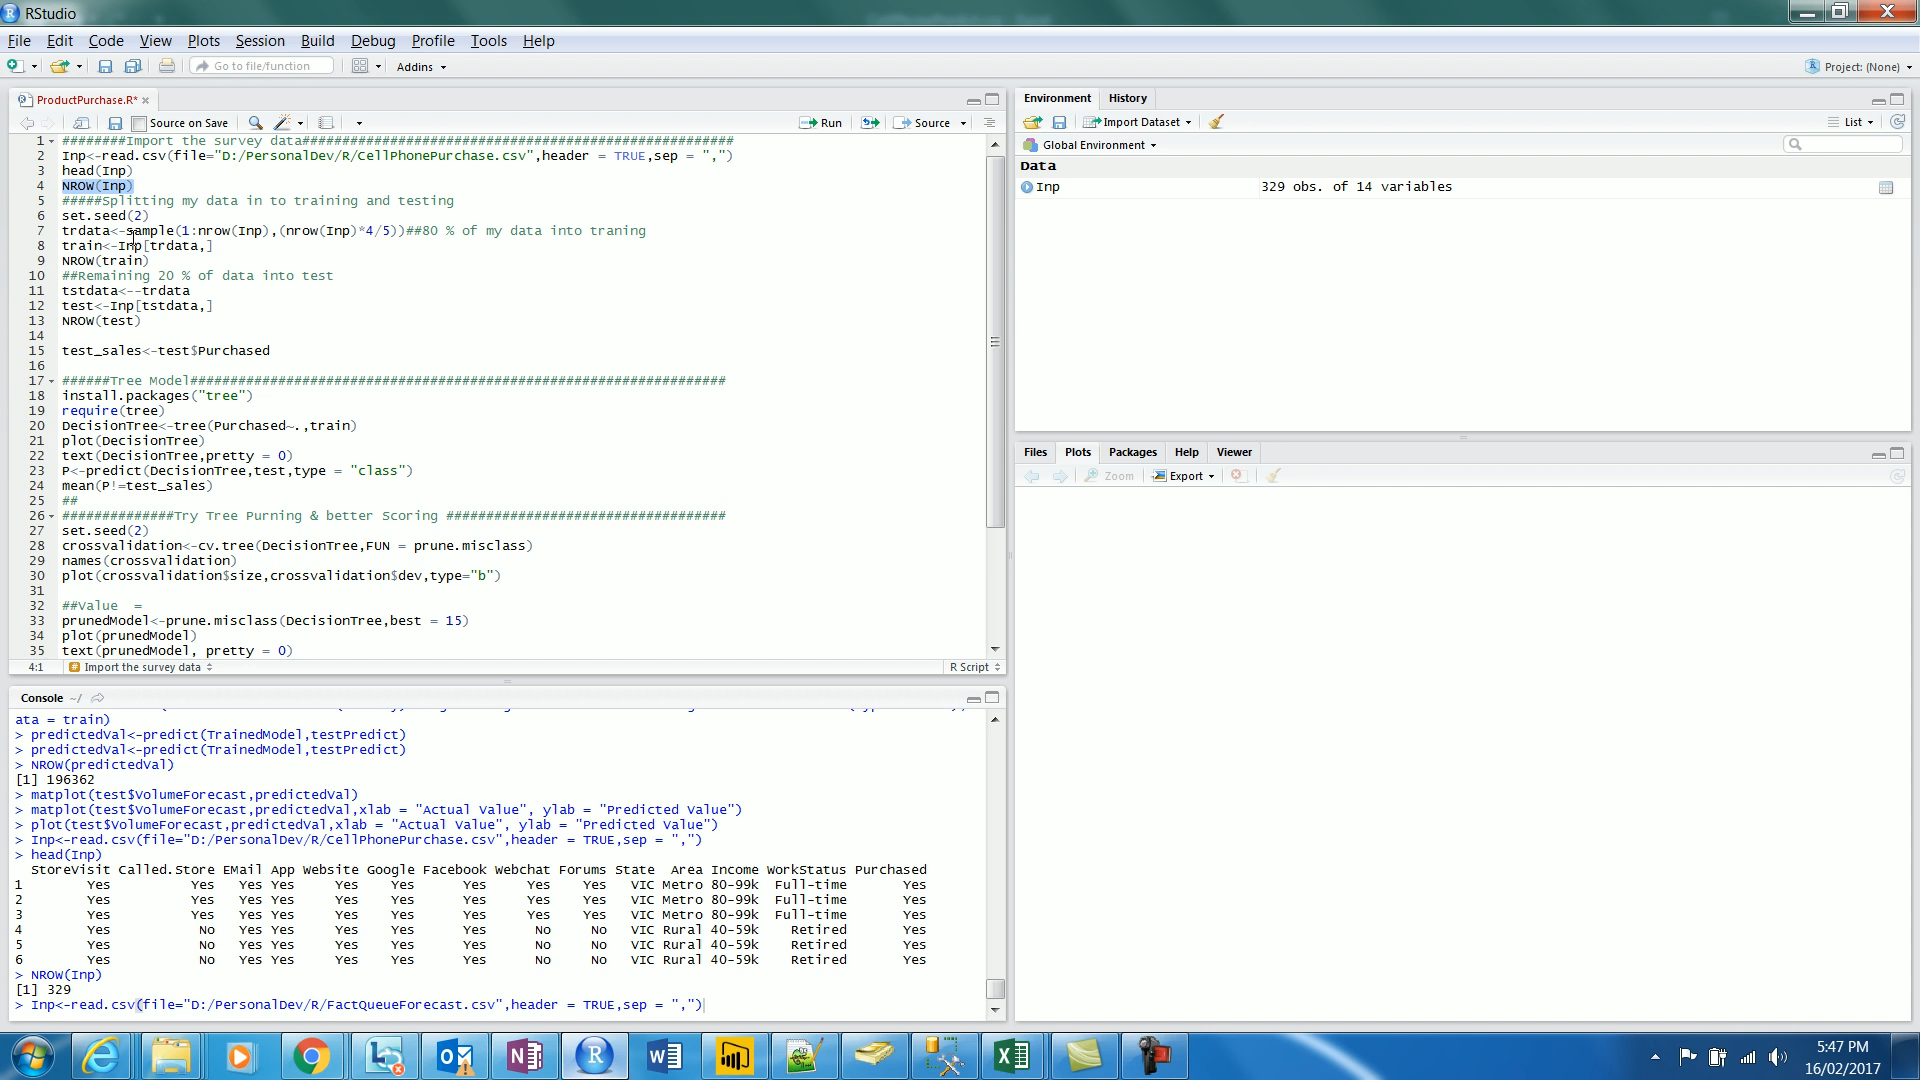 RStudio
File Edit Code View Plots Session Build Debug Profile Tools Help
Go to file/function Addins Project: (None)
ProductPurchase.R*
Source on Save Run Source
1 ########Import the survey data######################################################
2 Inp<-read.csv(file="D:/PersonalDev/R/CellPhonePurchase.csv",header = TRUE,sep = ",")
3 head(Inp)
4 NROW(Inp)
5 #####Splitting my data in to training and testing
6 set.seed(2)
7 trdata<-sample(1:nrow(Inp),(nrow(Inp)*4/5))##80 % of my data into traning
8 train<-Inp[trdata,]
9 NROW(train)
10 ##Remaining 20 % of data into test
11 tstdata<--trdata
12 test<-Inp[tstdata,]
13 NROW(test)
14
15 test_sales<-test$Purchased
16
17 ######Tree Model###################################################################
18 install.packages("tree")
19 require(tree)
20 DecisionTree<-tree(Purchased~.,train)
21 plot(DecisionTree)
22 text(DecisionTree,pretty = 0)
23 P<-predict(DecisionTree,test,type = "class")
24 mean(P!=test_sales)
25 ##
26 ##############Try Tree Purning & better Scoring ###################################
27 set.seed(2)
28 crossvalidation<-cv.tree(DecisionTree,FUN = prune.misclass)
29 names(crossvalidation)
30 plot(crossvalidation$size,crossvalidation$dev,type="b")
31
32 ##Value =
33 prunedModel<-prune.misclass(DecisionTree,best = 15)
34 plot(prunedModel)
35 text(prunedModel, pretty = 0)
4:1 Import the survey data R Script
Console ~/
ata = train)
> predictedVal<-predict(TrainedModel,testPredict)
> predictedVal<-predict(TrainedModel,testPredict)
> NROW(predictedVal)
[1] 196362
> matplot(test$VolumeForecast,predictedVal)
> matplot(test$VolumeForecast,predictedVal,xlab = "Actual Value", ylab = "Predicted Value")
> plot(test$VolumeForecast,predictedVal,xlab = "Actual Value", ylab = "Predicted Value")
> Inp<-read.csv(file="D:/PersonalDev/R/CellPhonePurchase.csv",header = TRUE,sep = ",")
> head(Inp)
StoreVisit Called.Store EMail App Website Google Facebook Webchat Forums State Area Income WorkStatus Purchased
1 Yes Yes Yes Yes Yes Yes Yes Yes Yes VIC Metro 80-99k Full-time Yes
2 Yes Yes Yes Yes Yes Yes Yes Yes Yes VIC Metro 80-99k Full-time Yes
3 Yes Yes Yes Yes Yes Yes Yes Yes Yes VIC Metro 80-99k Full-time Yes
4 Yes No Yes Yes Yes Yes Yes No No VIC Rural 40-59k Retired Yes
5 Yes No Yes Yes Yes Yes Yes No No VIC Rural 40-59k Retired Yes
6 Yes No Yes Yes Yes Yes Yes No No VIC Rural 40-59k Retired Yes
> NROW(Inp)
[1] 329
> Inp<-read.csv(file="D:/PersonalDev/R/FactQueueForecast.csv",header = TRUE,sep = ",")
Environment History
Import Dataset List
Global Environment
Data
Inp 329 obs. of 14 variables
Files Plots Packages Help Viewer
Zoom Export
5:47 PM
16/02/2017